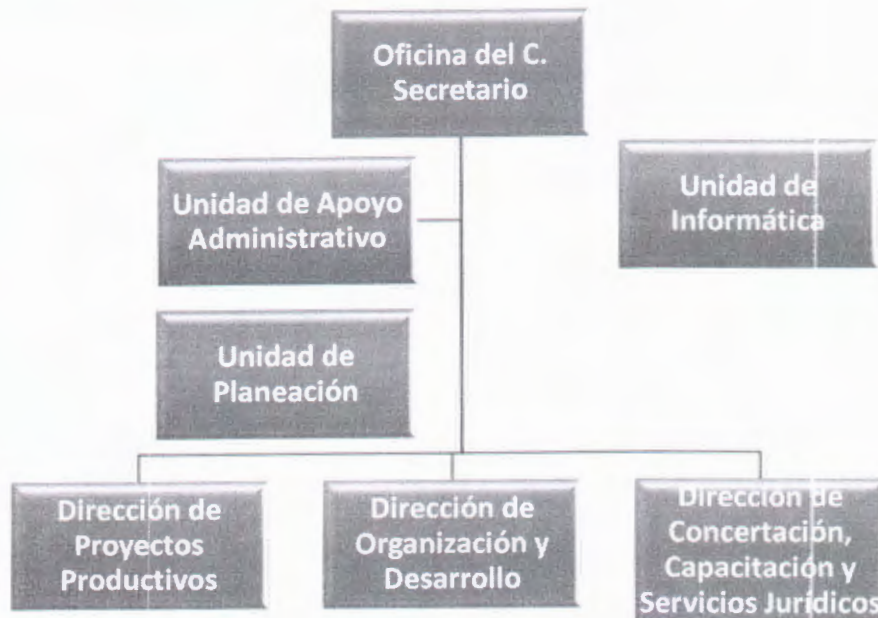 Oficina del C.
Secretario
Unidad de Apoyo
Administrativo
Unidad de
Informática
Unidad de
Planeación
Dirección de
Proyectos
Productivos
Dirección de
Organización y
Desarrollo
Dirección de
Concertación,
Capacitación y
Servicios Jurídicos